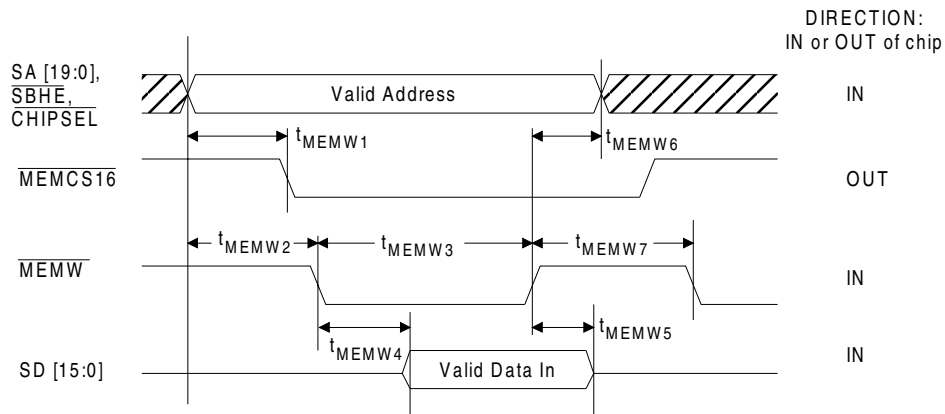 DIRECTION:
IN or OUT of chip
SA [19:0],
SBHE,
CHIPSEL
Valid Address
IN
tMEMW1
tMEMW6
MEMCS16
OUT
tMEMW2
tMEMW3
tMEMW7
MEMW
IN
tMEMW4
tMEMW5
SD [15:0]
Valid Data In
IN